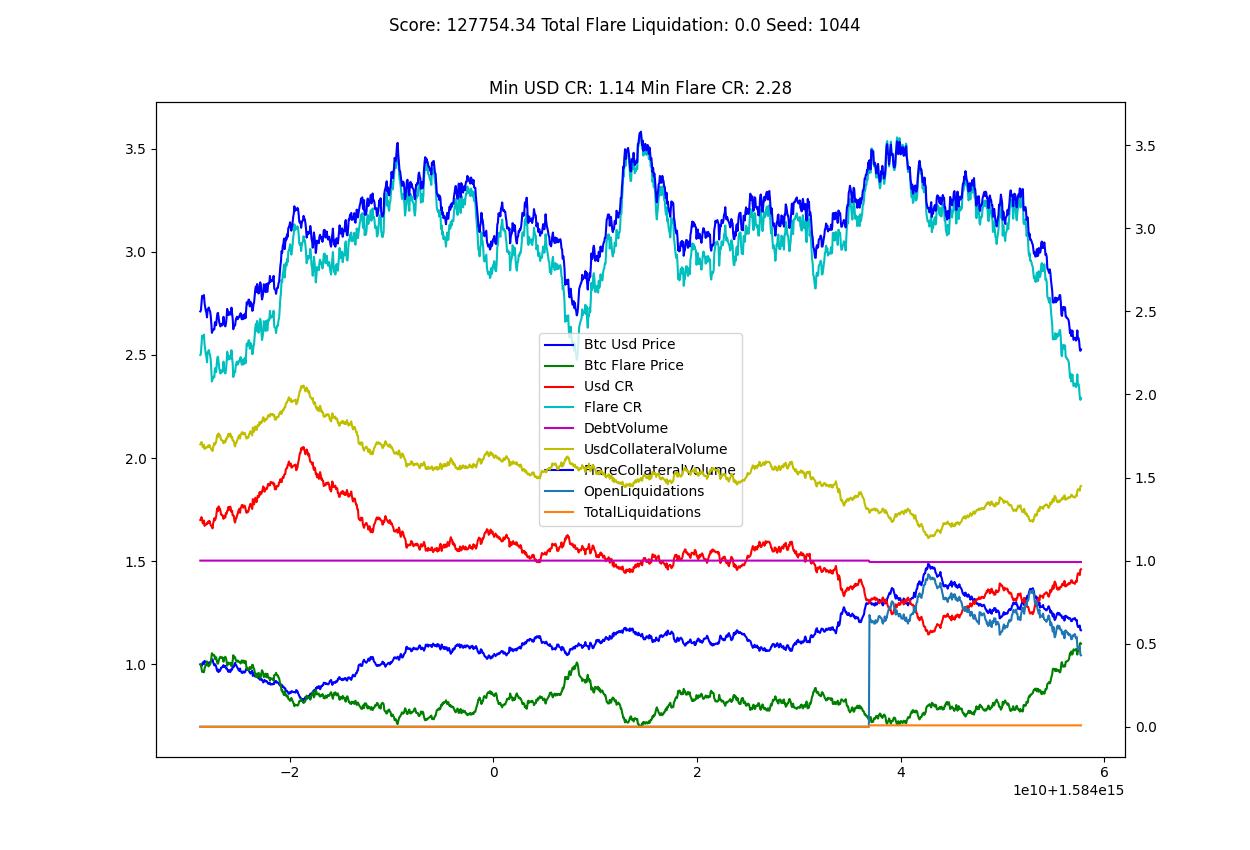 Score: 127754.34 Total Flare Liquidation: 0.0 Seed: 1044
Min USD CR: 1.14 Min Flare CR: 2.28
3.5
3.0
2.5
2.0
1.5
1.0
3.5
3.0
2.5
2.0
1.5
1.0
0.5
0.0
Btc Usd Price
Btc Flare Price
Usd CR
Flare CR
DebtVolume
UsdCollateralVolume
FlareCollateralVolume
OpenLiquidations
TotalLiquidations
−2
0
2
4
6
1e10+1.584e15